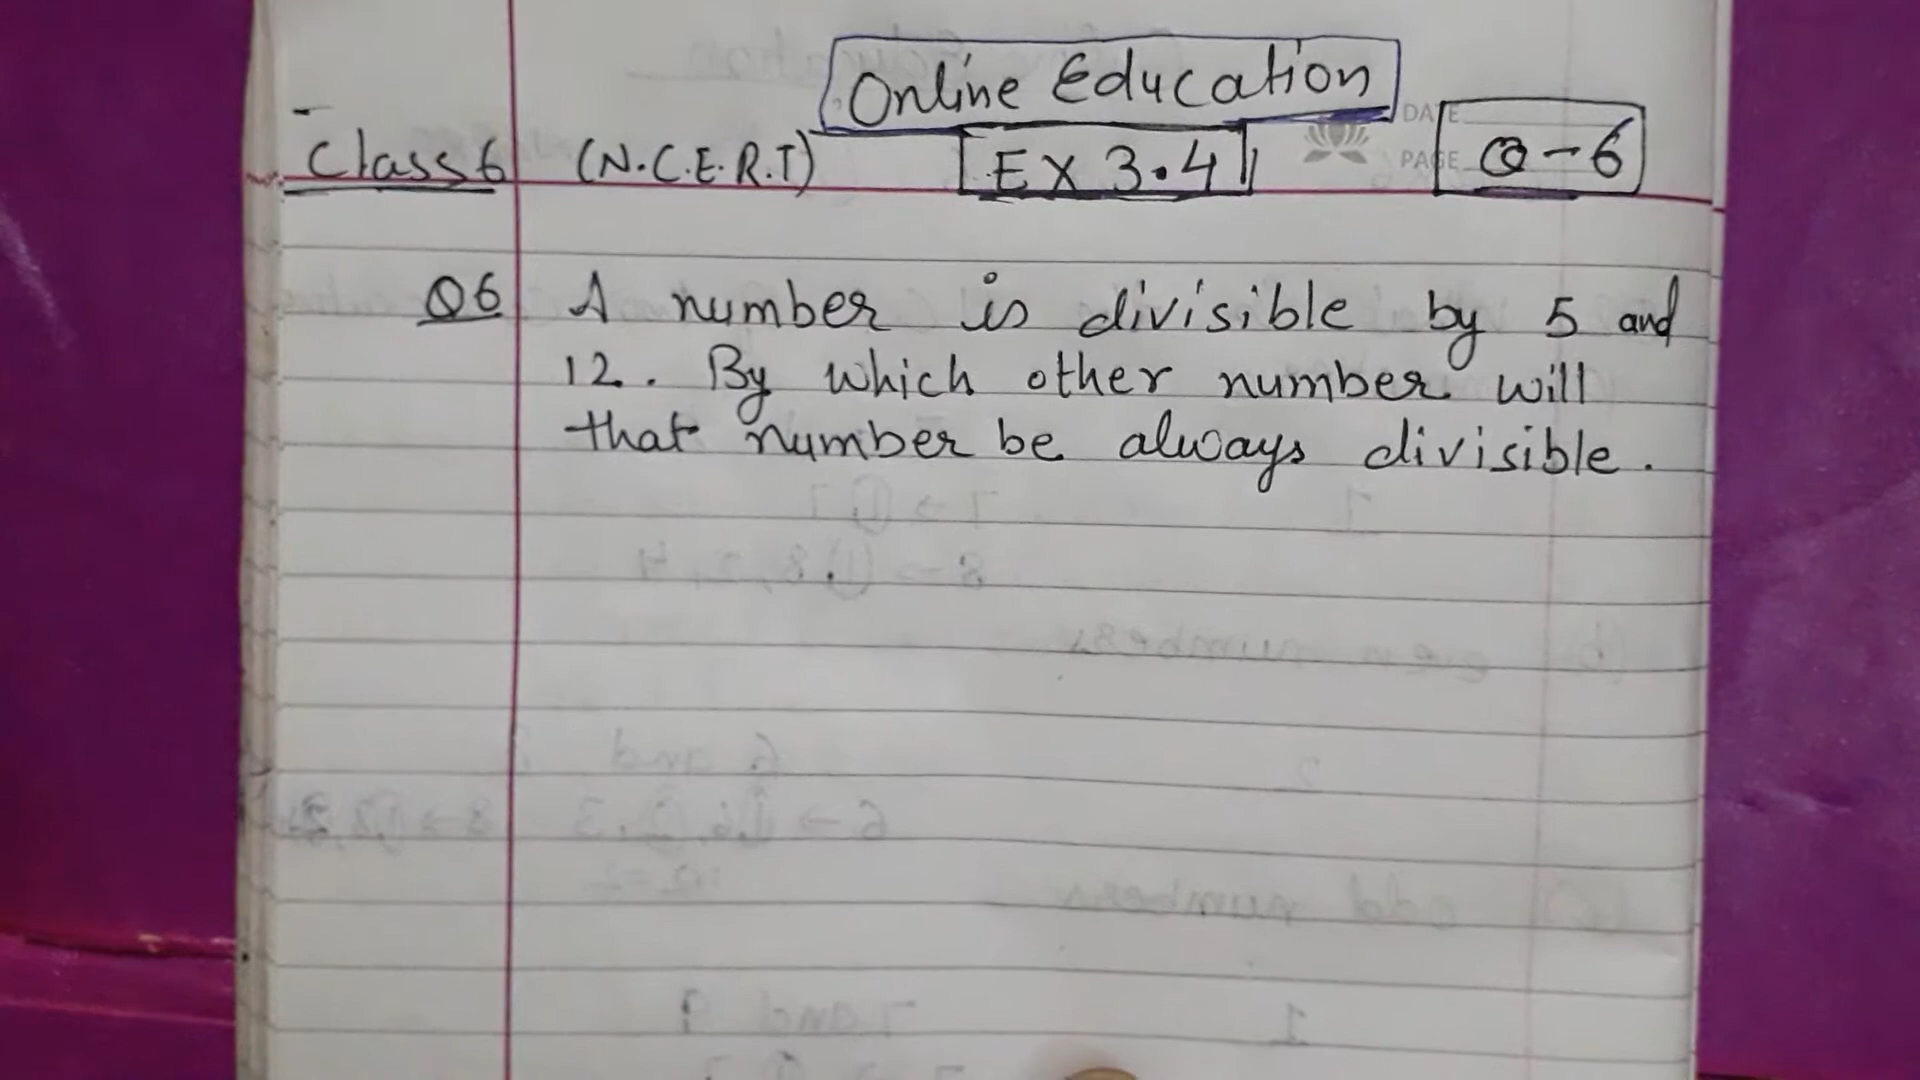 Online Education
DATE
Class 6 (N.C.E.R.T) EX 3.4 PAGE Q-6
Q6 A number is divisible by 5 and
12. By which other number will
that number be always divisible.